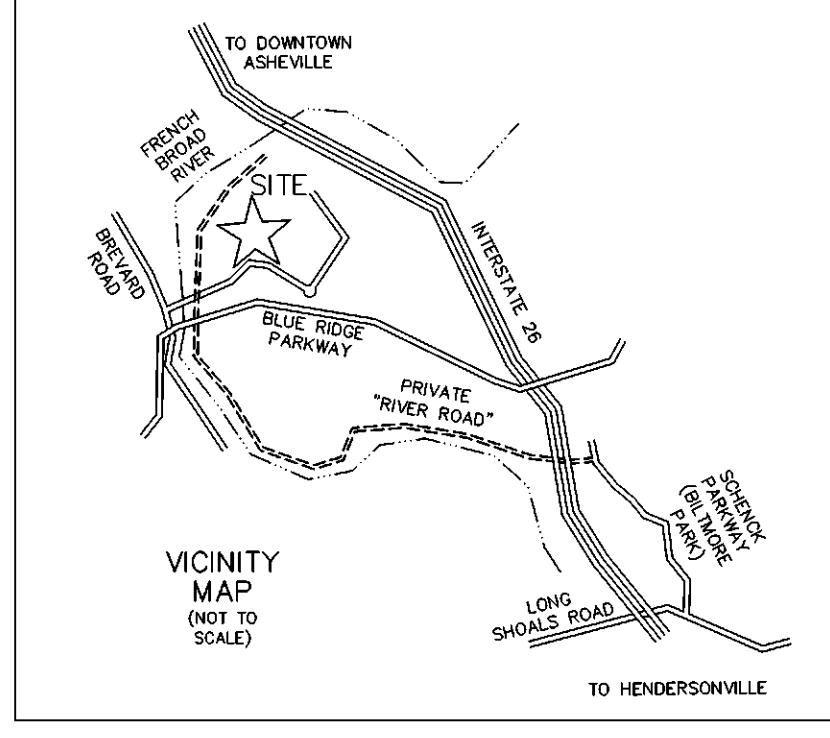 TO DOWNTOWN
ASHEVILLE
FRENCH
BROAD
RIVER
SITE
BREVARD
ROAD
INTERSTATE 26
BLUE RIDGE
PARKWAY
PRIVATE
"RIVER ROAD"
SCHENCK
PARKWAY
(BILTMORE
PARK)
VICINITY
MAP
(NOT TO
SCALE)
LONG
SHOALS ROAD
TO HENDERSONVILLE